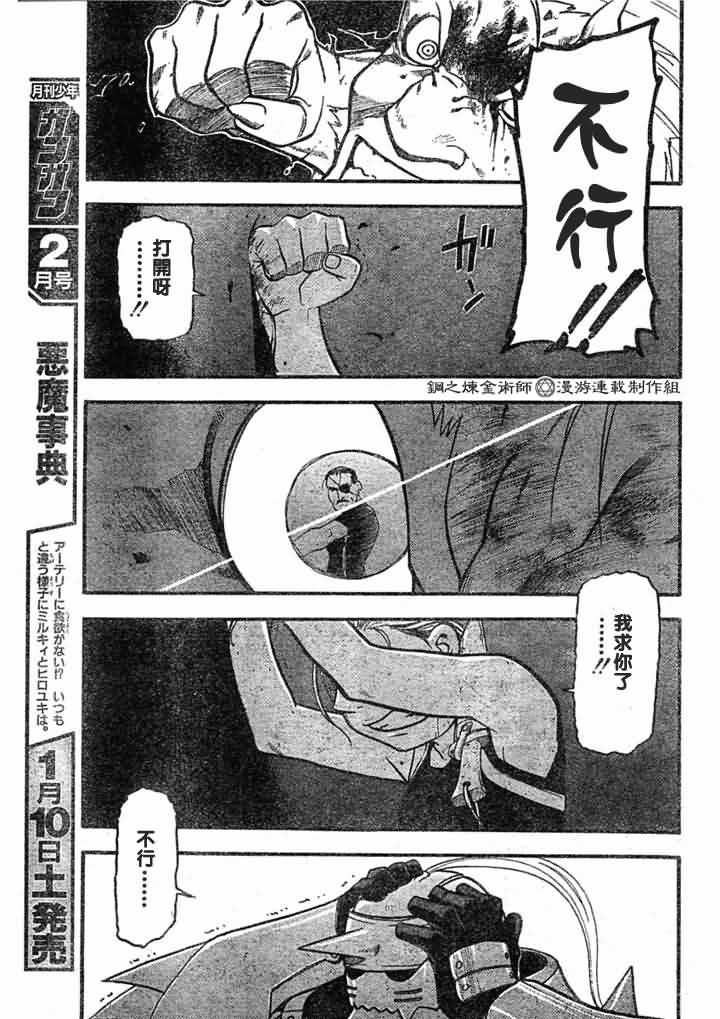 不行!!
打開呀
………!!
鋼之煉金術師 漫游連載制作組
我求你了
……!!
不行……
月刊少年
ガンガン
2
月号
悪魔事典
アーテリーに食欲がない!?　いつも
と違う様子にミルキィとヒロユキは。
1月10日土発売